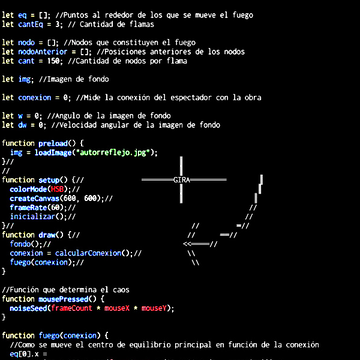 let eq = []; //Puntos al rededor de los que se mueve el fuego
let cantEq = 3; // Cantidad de flamas
let nodo = []; //Nodos que constituyen el fuego
let nodoAnterior = []; //Posiciones anteriores de los nodos
let cant = 150; //Cantidad de nodos por flama
let img; //Imagen de fondo
let conexion = 0; //Mide la conexión del espectador con la obra
let w = 0; //Angulo de la imagen de fondo
let dw = 0; //Velocidad angular de la imagen de fondo
function preload() {
img = loadImage("autorreflejo.jpg");
}//
//
function setup() {// ═════GIRA═════
colorMode(HSB);//
createCanvas(600, 600);//
frameRate(60);// //
inicializar();// //
}// // ═//
function draw() {// // ══//
fondo();// <<════//
conexion = calcularConexion();// \\
fuego(conexion); \\
}
//Función que determina el caos
function mousePressed() {
noiseSeed(frameCount * mouseX * mouseY);
}
function fuego(conexion) {
//Como se mueve el centro de equilibrio principal en función de la conexión
eq[0].x =